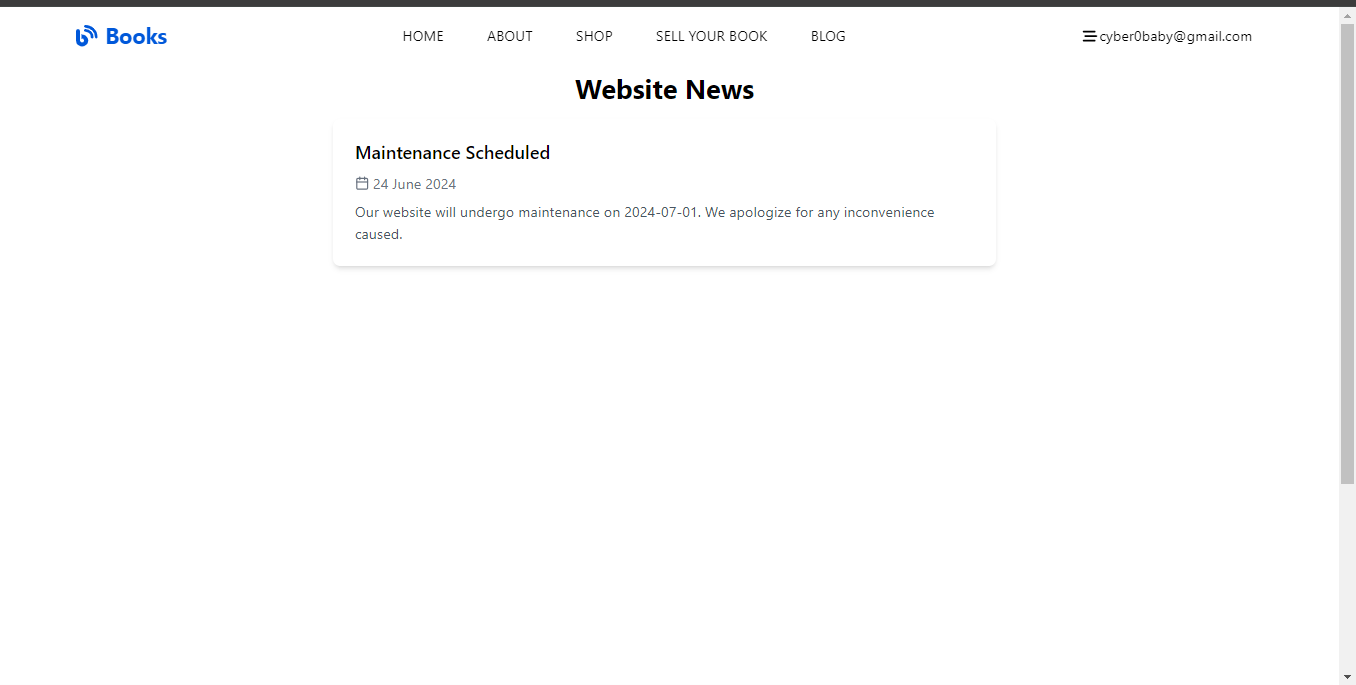 Books
HOME ABOUT SHOP SELL YOUR BOOK BLOG
cyber0baby@gmail.com
Website News
Maintenance Scheduled
24 June 2024
Our website will undergo maintenance on 2024-07-01. We apologize for any inconvenience
caused.